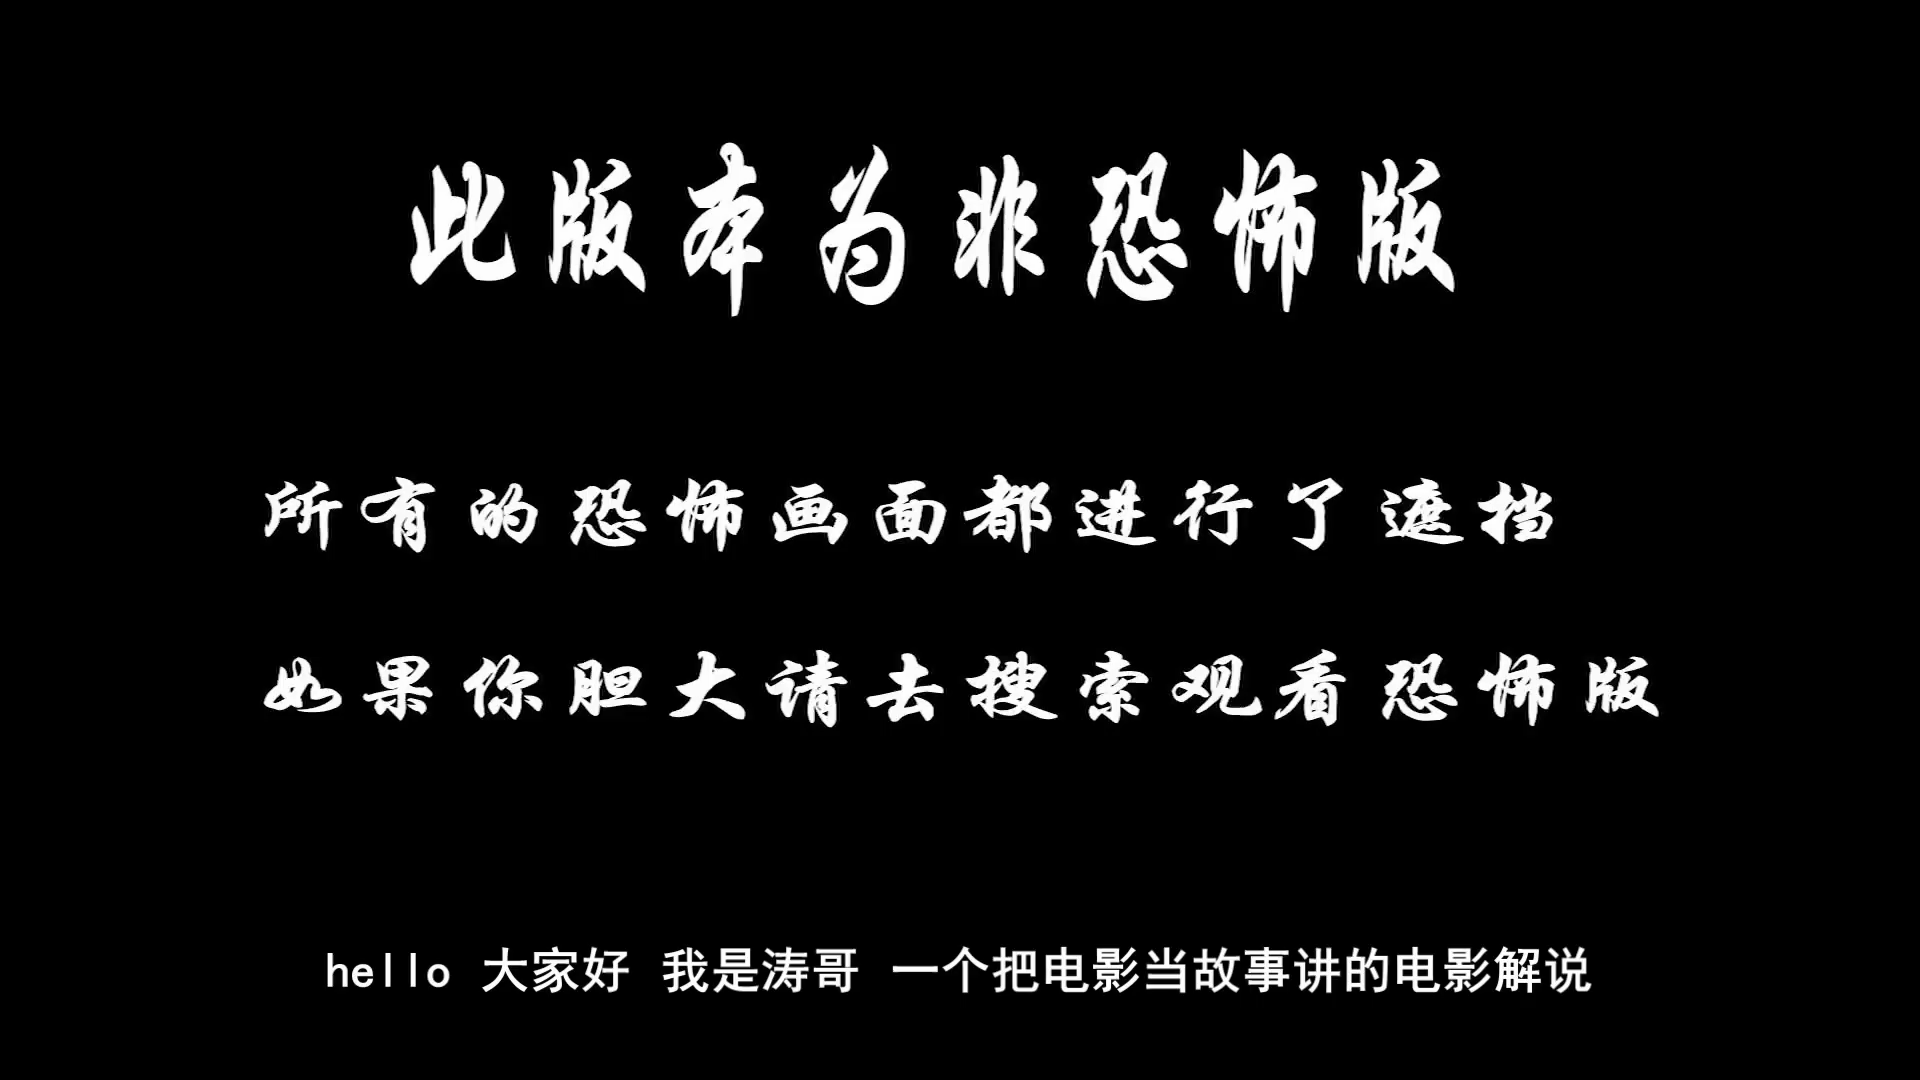 此版本为非恐怖版
所有的恐怖画面都进行了遮挡
如果你胆大请去搜索观看恐怖版
hello 大家好 我是涛哥 一个把电影当故事讲的电影解说